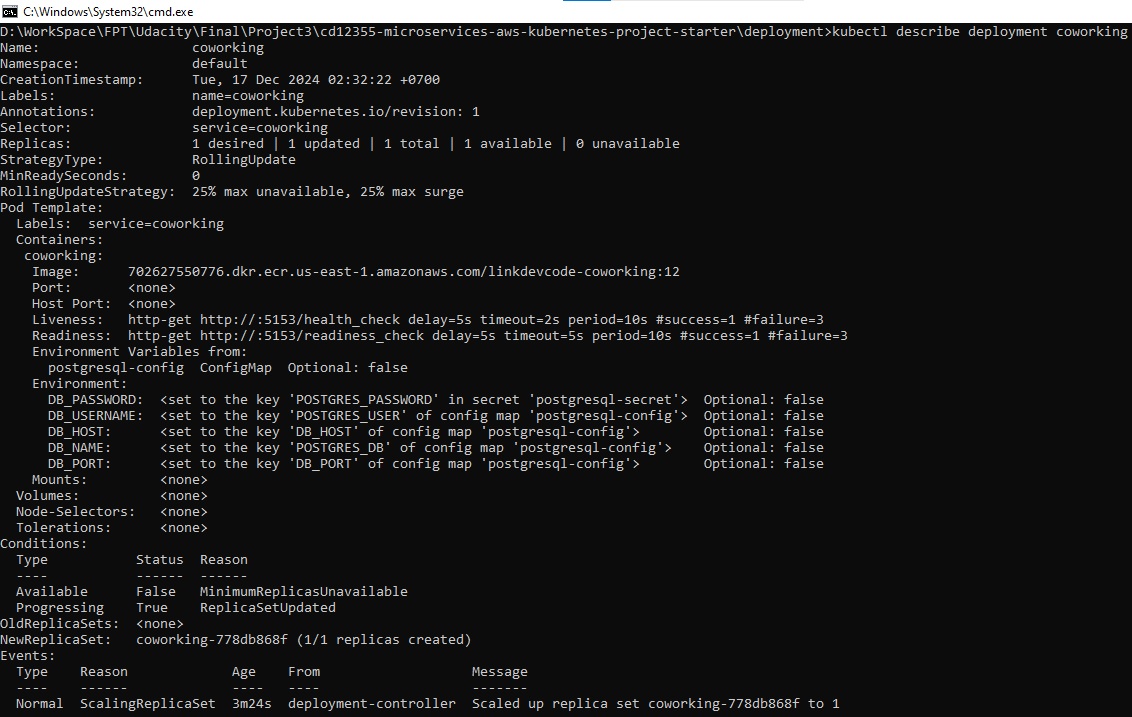 C:\Windows\System32\cmd.exe
D:\WorkSpace\FPT\Udacity\Final\Project3\cd12355-microservices-aws-kubernetes-project-starter\deployment>kubectl describe deployment coworking
Name:                   coworking
Namespace:              default
CreationTimestamp:      Tue, 17 Dec 2024 02:32:22 +0700
Labels:                 name=coworking
Annotations:            deployment.kubernetes.io/revision: 1
Selector:               service=coworking
Replicas:               1 desired | 1 updated | 1 total | 1 available | 0 unavailable
StrategyType:           RollingUpdate
MinReadySeconds:        0
RollingUpdateStrategy:  25% max unavailable, 25% max surge
Pod Template:
  Labels:  service=coworking
  Containers:
   coworking:
    Image:      702627550776.dkr.ecr.us-east-1.amazonaws.com/linkdevcode-coworking:12
    Port:       <none>
    Host Port:  <none>
    Liveness:   http-get http://:5153/health_check delay=5s timeout=2s period=10s #success=1 #failure=3
    Readiness:  http-get http://:5153/readiness_check delay=5s timeout=5s period=10s #success=1 #failure=3
    Environment Variables from:
      postgresql-config  ConfigMap  Optional: false
    Environment:
      DB_PASSWORD:  <set to the key 'POSTGRES_PASSWORD' in secret 'postgresql-secret'>  Optional: false
      DB_USERNAME:  <set to the key 'POSTGRES_USER' of config map 'postgresql-config'>  Optional: false
      DB_HOST:      <set to the key 'DB_HOST' of config map 'postgresql-config'>        Optional: false
      DB_NAME:      <set to the key 'POSTGRES_DB' of config map 'postgresql-config'>    Optional: false
      DB_PORT:      <set to the key 'DB_PORT' of config map 'postgresql-config'>        Optional: false
    Mounts:         <none>
  Volumes:          <none>
  Node-Selectors:   <none>
  Tolerations:      <none>
Conditions:
  Type           Status  Reason
  ----           ------  ------
  Available      False   MinimumReplicasUnavailable
  Progressing    True    ReplicaSetUpdated
OldReplicaSets:  <none>
NewReplicaSet:   coworking-778db868f (1/1 replicas created)
Events:
  Type    Reason             Age    From                   Message
  ----    ------             ----   ----                   -------
  Normal  ScalingReplicaSet  3m24s  deployment-controller  Scaled up replica set coworking-778db868f to 1